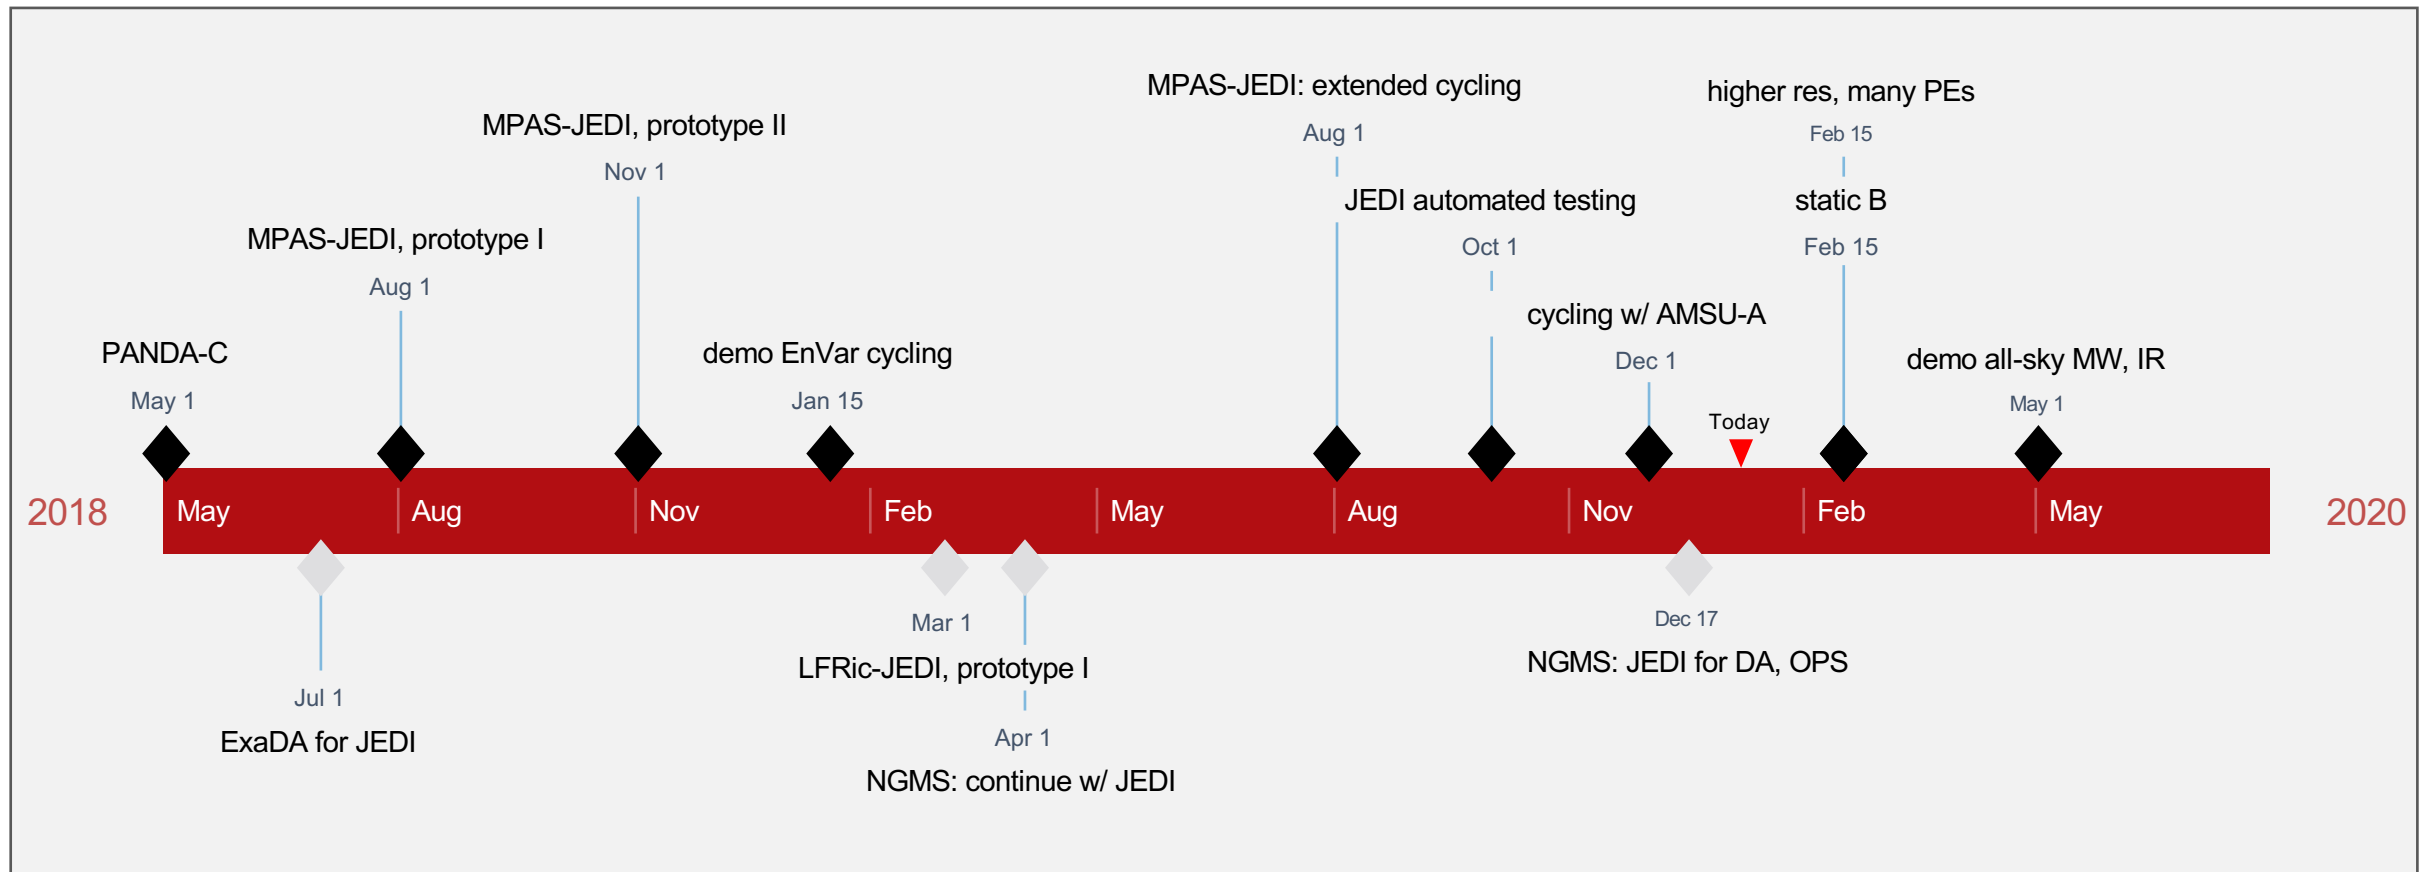 MPAS-JEDI: extended cycling
Aug 1
higher res, many PEs
Feb 15
MPAS-JEDI, prototype II
Nov 1
JEDI automated testing
Oct 1
static B
Feb 15
MPAS-JEDI, prototype I
Aug 1
cycling w/ AMSU-A
Dec 1
PANDA-C
May 1
demo EnVar cycling
Jan 15
demo all-sky MW, IR
May 1
Today
2018
May
Aug
Nov
Feb
May
Aug
Nov
Feb
May
2020
Mar 1
LFRic-JEDI, prototype I
Dec 17
NGMS: JEDI for DA, OPS
Jul 1
ExaDA for JEDI
Apr 1
NGMS: continue w/ JEDI